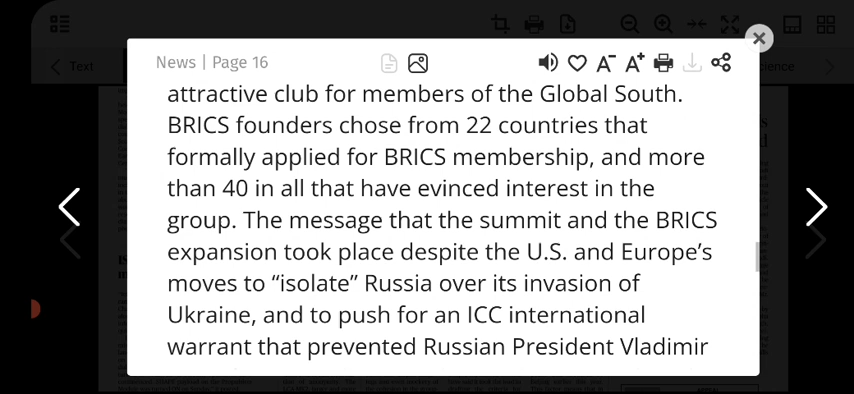 News | Page 16
A- A+
Text
attractive club for members of the Global South.
BRICS founders chose from 22 countries that
formally applied for BRICS membership, and more
than 40 in all that have evinced interest in the
group. The message that the summit and the BRICS
expansion took place despite the U.S. and Europe’s
moves to “isolate” Russia over its invasion of
Ukraine, and to push for an ICC international
warrant that prevented Russian President Vladimir